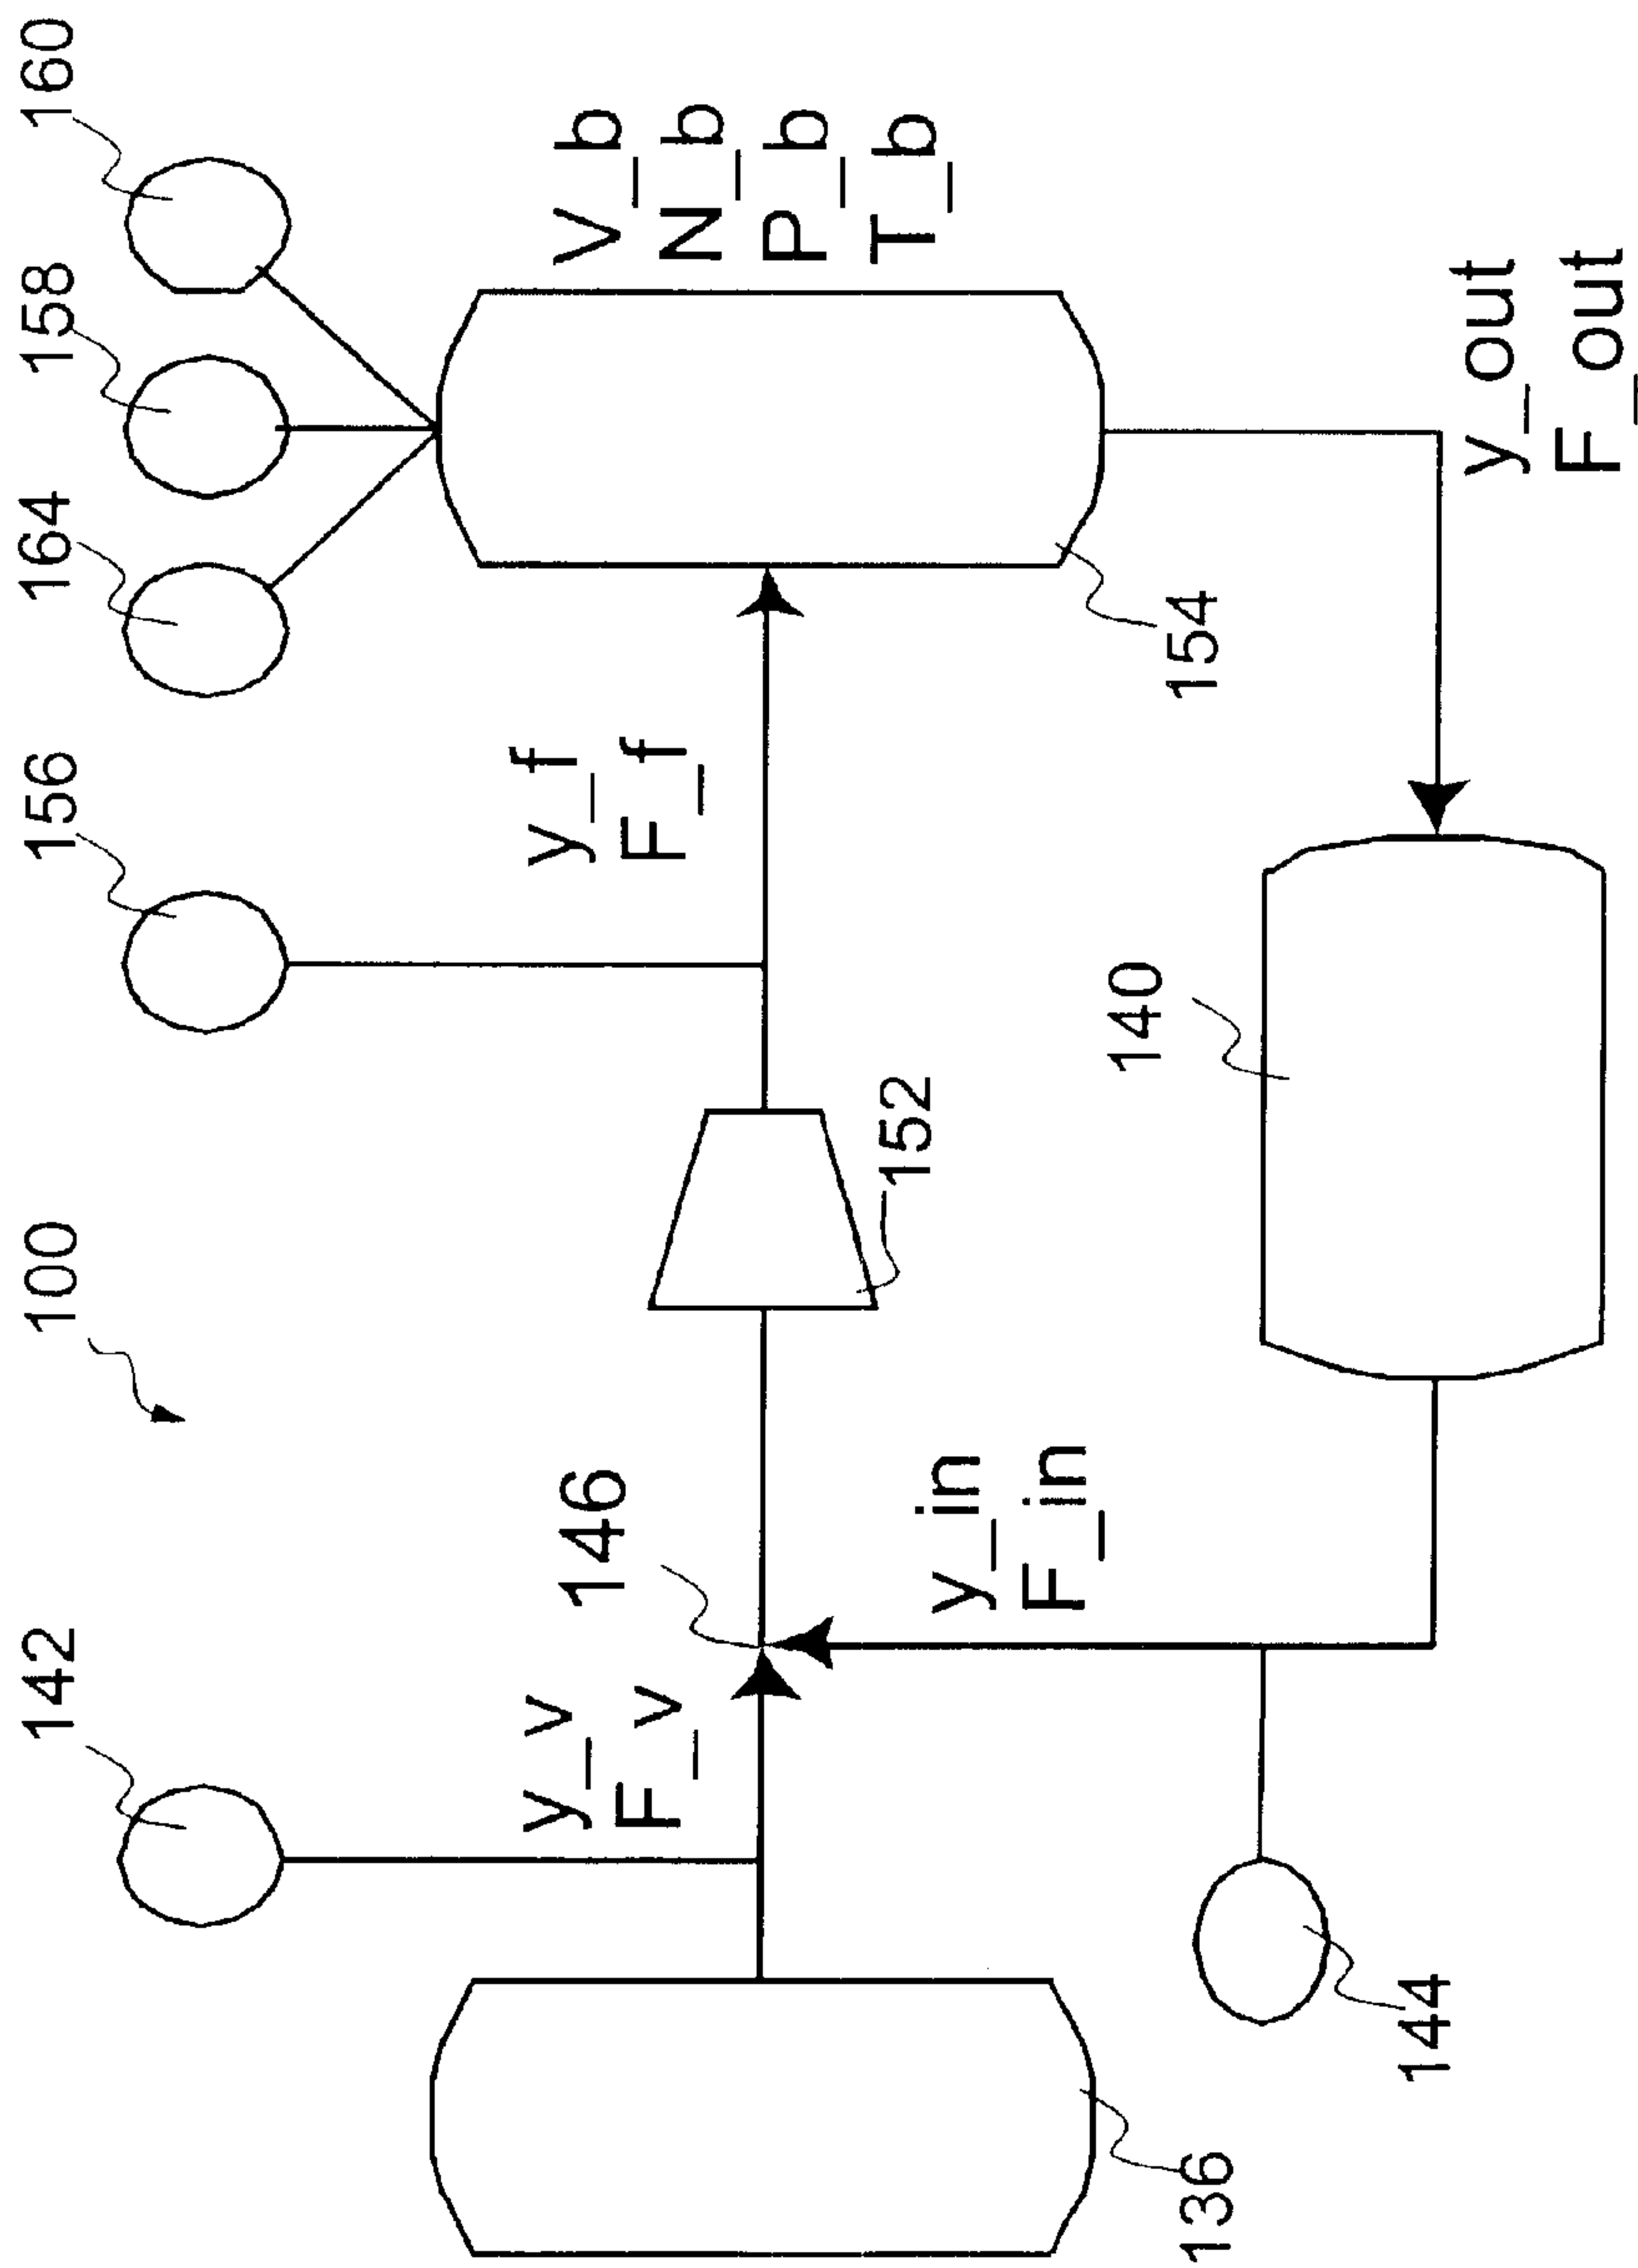 142
100
156
164
158
160
y_v
F_v
146
y_f
F_f
V_b
N_b
P_b
T_b
152
y_in
F_in
140
154
136
144
y_out
F_out